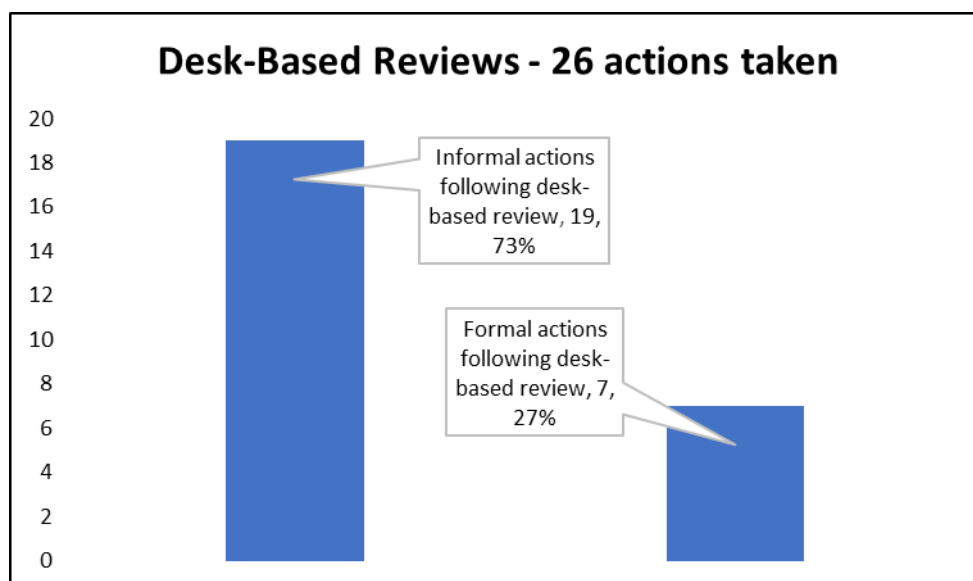 Desk-Based Reviews - 26 actions taken
20
18
16
14
12
10
8
6
4
2
0
Informal actions
following desk-
based review, 19,
73%
Formal actions
following desk-
based review, 7,
27%